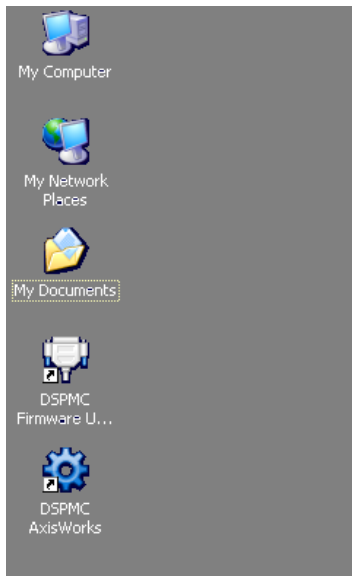 My Computer
My Network
Places
My Documents
DSPMC
Firmware U...
DSPMC
AxisWorks